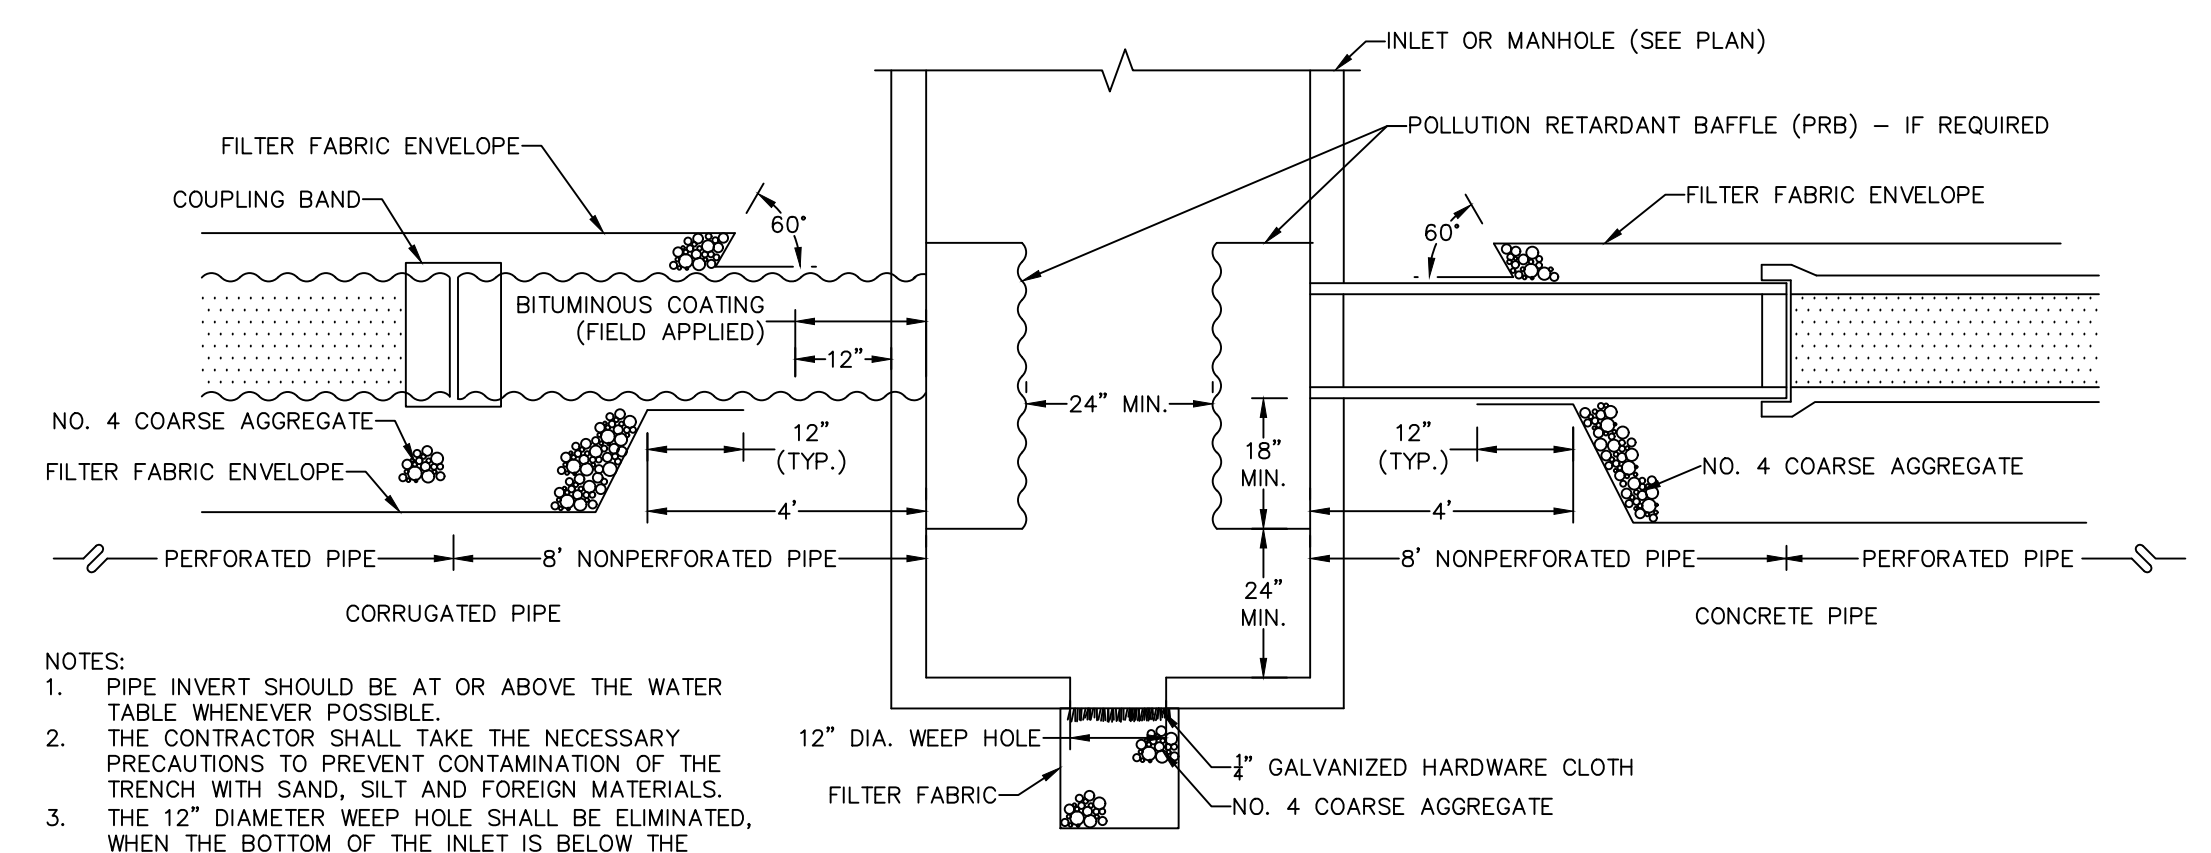 INLET OR MANHOLE (SEE PLAN)
POLLUTION RETARDANT BAFFLE (PRB) – IF REQUIRED
FILTER FABRIC ENVELOPE
COUPLING BAND
FILTER FABRIC ENVELOPE
60°
60°
BITUMINOUS COATING
(FIELD APPLIED)
12"
24" MIN.
NO. 4 COARSE AGGREGATE
FILTER FABRIC ENVELOPE
12"
(TYP.)
18"
MIN.
12"
(TYP.)
NO. 4 COARSE AGGREGATE
4'
4'
PERFORATED PIPE
8' NONPERFORATED PIPE
8' NONPERFORATED PIPE
PERFORATED PIPE
24"
MIN.
CORRUGATED PIPE
CONCRETE PIPE
NOTES:
1. PIPE INVERT SHOULD BE AT OR ABOVE THE WATER
TABLE WHENEVER POSSIBLE.
2. THE CONTRACTOR SHALL TAKE THE NECESSARY
PRECAUTIONS TO PREVENT CONTAMINATION OF THE
TRENCH WITH SAND, SILT AND FOREIGN MATERIALS.
3. THE 12" DIAMETER WEEP HOLE SHALL BE ELIMINATED,
WHEN THE BOTTOM OF THE INLET IS BELOW THE
12" DIA. WEEP HOLE
FILTER FABRIC
1/4" GALVANIZED HARDWARE CLOTH
NO. 4 COARSE AGGREGATE